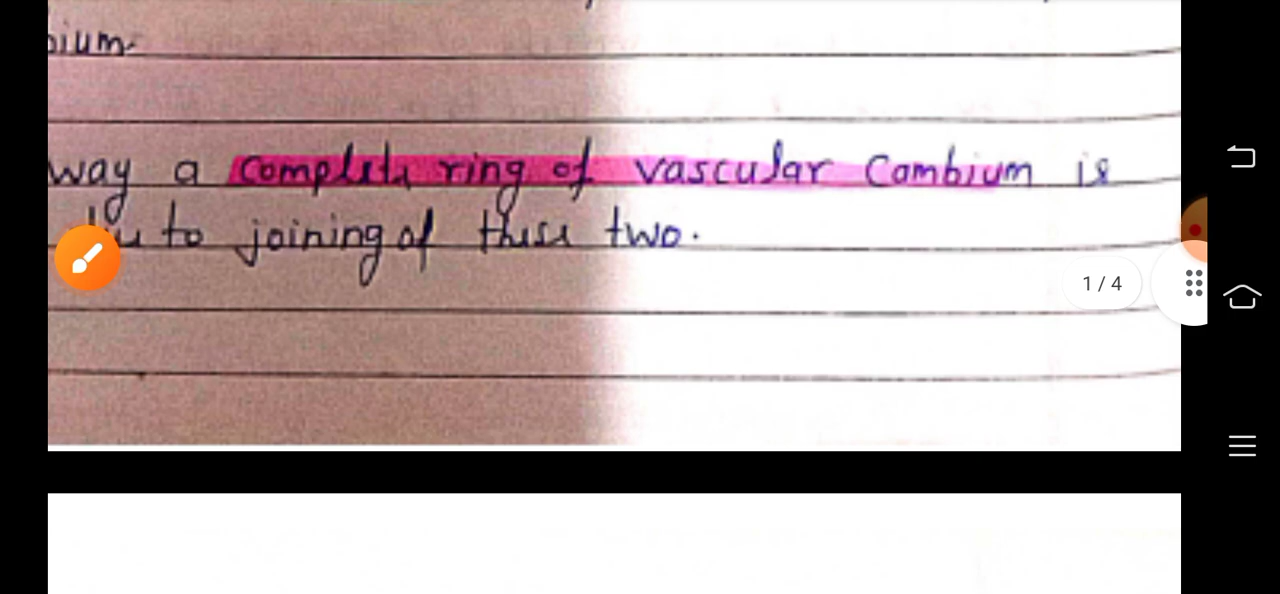 way a complete ring of vascular Cambium is
to joining of these two.
1 / 4